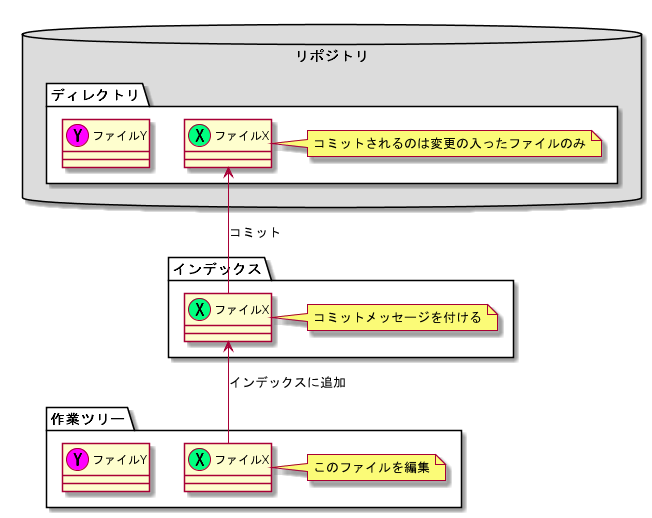 リポジトリ
ディレクトリ
Y ファイルY
X ファイルX
コミットされるのは変更の入ったファイルのみ
コミット
インデックス
X ファイルX
コミットメッセージを付ける
インデックスに追加
作業ツリー
Y ファイルY
X ファイルX
このファイルを編集